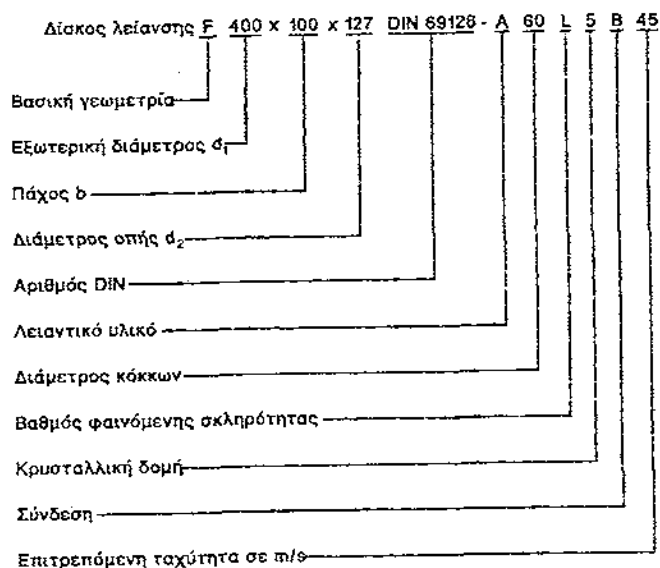 Δίσκος λείανσης F 400 x 100 x 127 DIN 69126 - A 60 L 5 B 45
Βασική γεωμετρία
Εξωτερική διάμετρος d₁
Πάχος b
Διάμετρος οπής d₂
Αριθμός DIN
Λειαντικό υλικό
Διάμετρος κόκκων
Βαθμός φαινόμενης σκληρότητας
Κρυσταλλική δομή
Σύνδεση
Επιτρεπόμενη ταχύτητα σε m/s